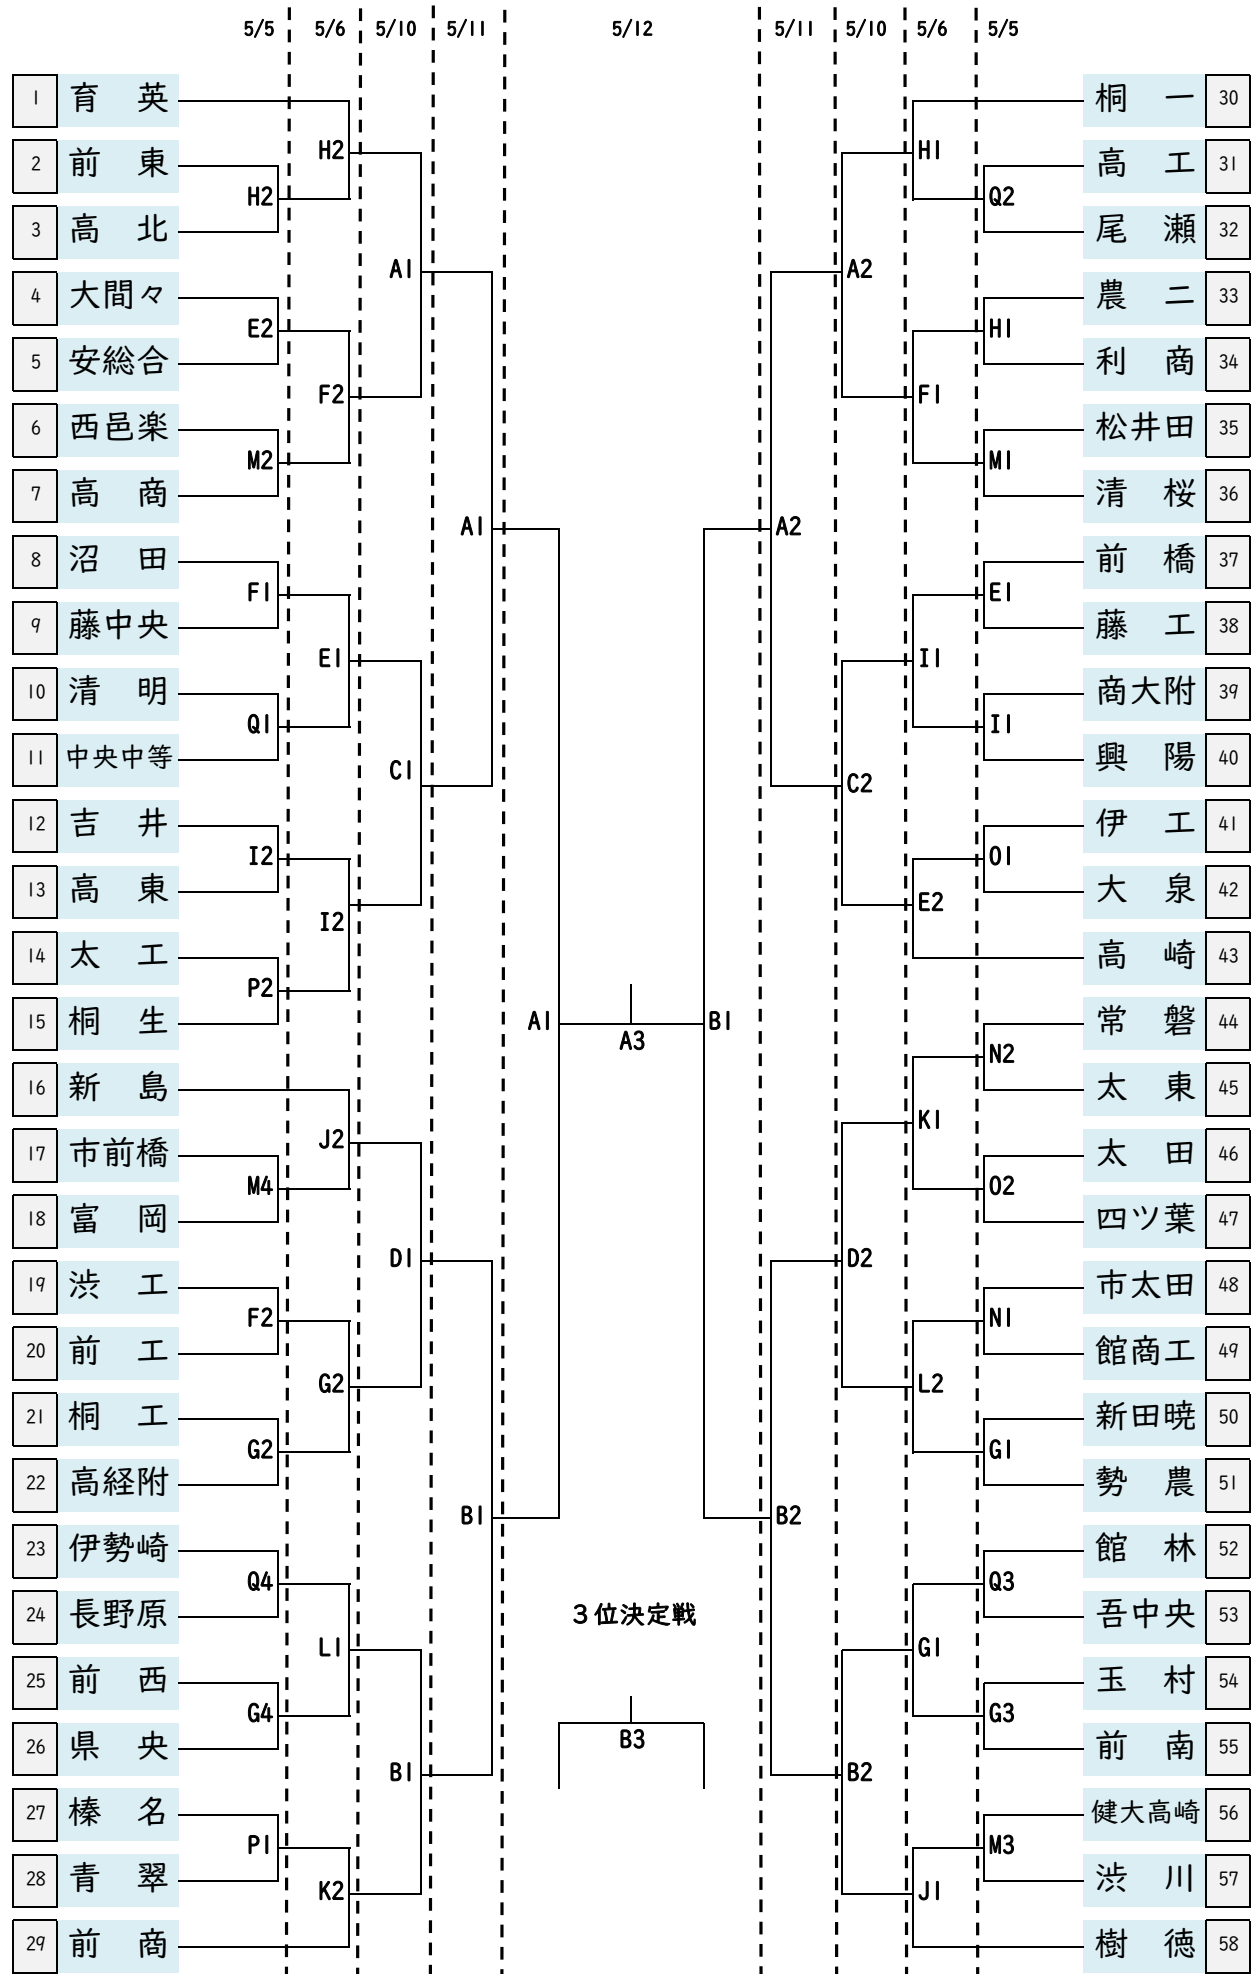 5/5 5/6 5/10 5/11 5/12 5/11 5/10 5/6 5/5
1 育 英
H2
2 前 東
H2
3 高 北
A1
4 大間々
E2
5 安総合
F2
6 西邑楽
M2
7 高 商
A1
8 沼 田
F1
9 藤中央
E1
10 清 明
Q1
11 中央中等
C1
12 吉 井
I2
13 高 東
I2
14 太 工
P2
15 桐 生
A1
16 新 島
J2
17 市前橋
M4
18 富 岡
D1
19 渋 工
F2
20 前 工
G2
21 桐 工
G2
22 高経附
B1
23 伊勢崎
Q4
24 長野原
L1
25 前 西
G4
26 県 央
B1
27 榛 名
P1
28 青 翠
K2
29 前 商
A3
3位決定戦
B3
桐 一 30
H1
高 工 31
Q2
尾 瀬 32
A2
農 二 33
H1
利 商 34
F1
松井田 35
M1
清 桜 36
A2
前 橋 37
E1
藤 工 38
I1
商大附 39
I1
興 陽 40
C2
伊 工 41
O1
大 泉 42
E2
高 崎 43
B1
常 磐 44
N2
太 東 45
K1
太 田 46
O2
四ツ葉 47
D2
市太田 48
N1
館商工 49
L2
新田暁 50
G1
勢 農 51
B2
館 林 52
Q3
吾中央 53
G1
玉 村 54
G3
前 南 55
B2
健大高崎 56
M3
渋 川 57
J1
樹 徳 58